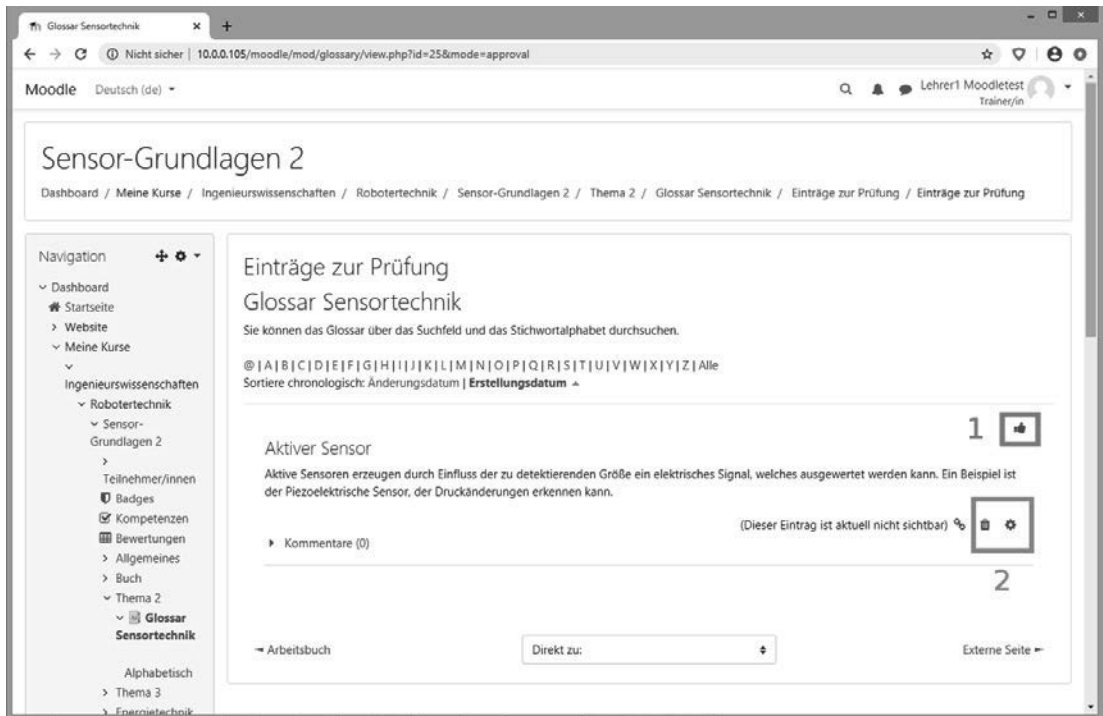 Glossar Sensortechnik
Nicht sicher | 10.0.0.105/moodle/mod/glossary/view.php?id=25&mode=approval
Moodle Deutsch (de)
Lehrer1 Moodletest
Trainer/in
Sensor-Grundlagen 2
Dashboard / Meine Kurse / Ingenieurswissenschaften / Robotertechnik / Sensor-Grundlagen 2 / Thema 2 / Glossar Sensortechnik / Einträge zur Prüfung / Einträge zur Prüfung
Navigation
Dashboard
Startseite
Website
Meine Kurse
Ingenieurswissenschaften
Robotertechnik
Sensor-
Grundlagen 2
Teilnehmer/innen
Badges
Kompetenzen
Bewertungen
Allgemeines
Buch
Thema 2
Glossar
Sensortechnik
Alphabetisch
Thema 3
Energietechnik
Einträge zur Prüfung
Glossar Sensortechnik
Sie können das Glossar über das Suchfeld und das Stichwortalphabet durchsuchen.
@ | A | B | C | D | E | F | G | H | I | J | K | L | M | N | O | P | Q | R | S | T | U | V | W | X | Y | Z | Alle
Sortiere chronologisch: Änderungsdatum | Erstellungsdatum
1
Aktiver Sensor
Aktive Sensoren erzeugen durch Einfluss der zu detektierenden Größe ein elektrisches Signal, welches ausgewertet werden kann. Ein Beispiel ist
der Piezoelektrische Sensor, der Druckänderungen erkennen kann.
(Dieser Eintrag ist aktuell nicht sichtbar)
Kommentare (0)
2
Arbeitsbuch
Direkt zu:
Externe Seite